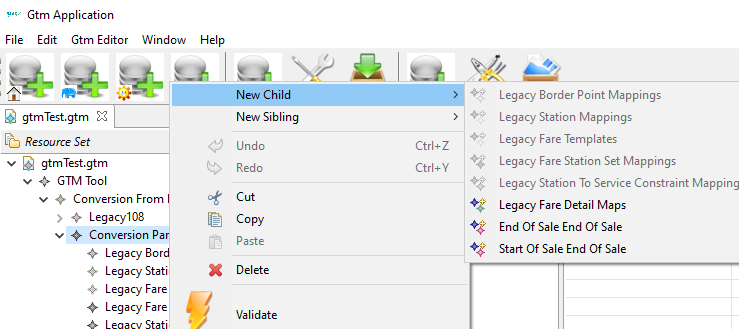 Gtm Application
File Edit Gtm Editor Window Help
gtmTest.gtm
Resource Set
gtmTest.gtm
GTM Tool
Conversion From
Legacy108
Conversion Par
Legacy Bord
Legacy Stati
Legacy Fare
Legacy Fare
Legacy Stati
New Child
New Sibling
Undo Ctrl+Z
Redo Ctrl+Y
Cut
Copy
Paste
Delete
Validate
Legacy Border Point Mappings
Legacy Station Mappings
Legacy Fare Templates
Legacy Fare Station Set Mappings
Legacy Station To Service Constraint Mapping
Legacy Fare Detail Maps
End Of Sale End Of Sale
Start Of Sale End Of Sale